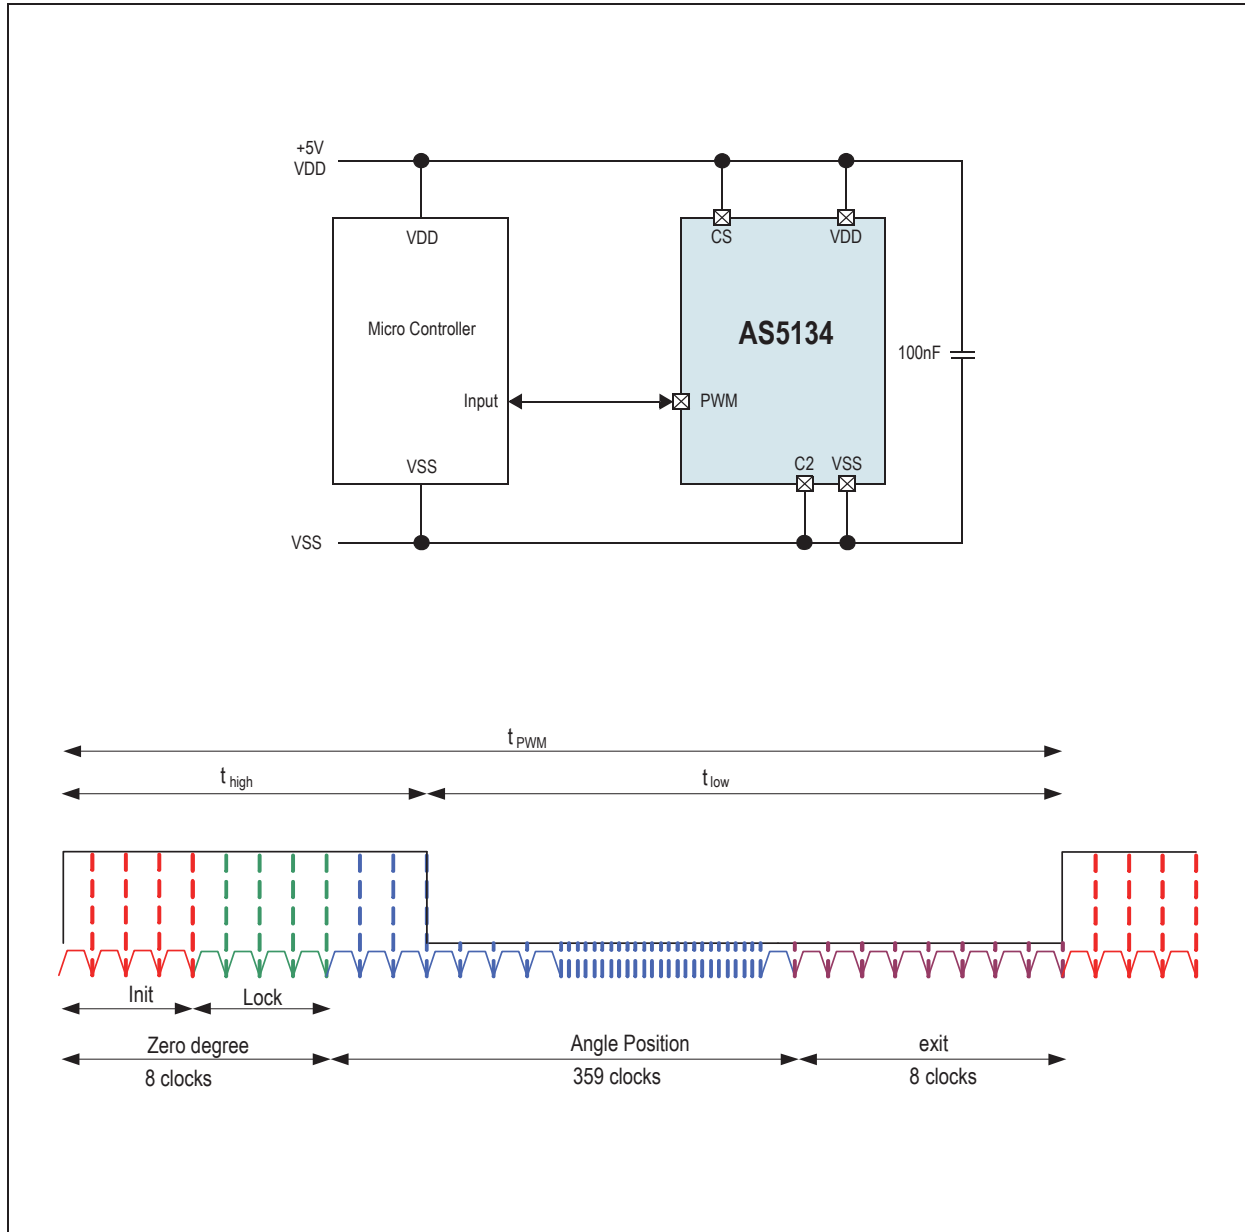 +5V
VDD
VDD
CS
VDD
Micro Controller
AS5134
100nF
Input
PWM
VSS
C2
VSS
VSS
t PWM
t high
t low
Init
Lock
Zero degree
Angle Position
exit
8 clocks
359 clocks
8 clocks